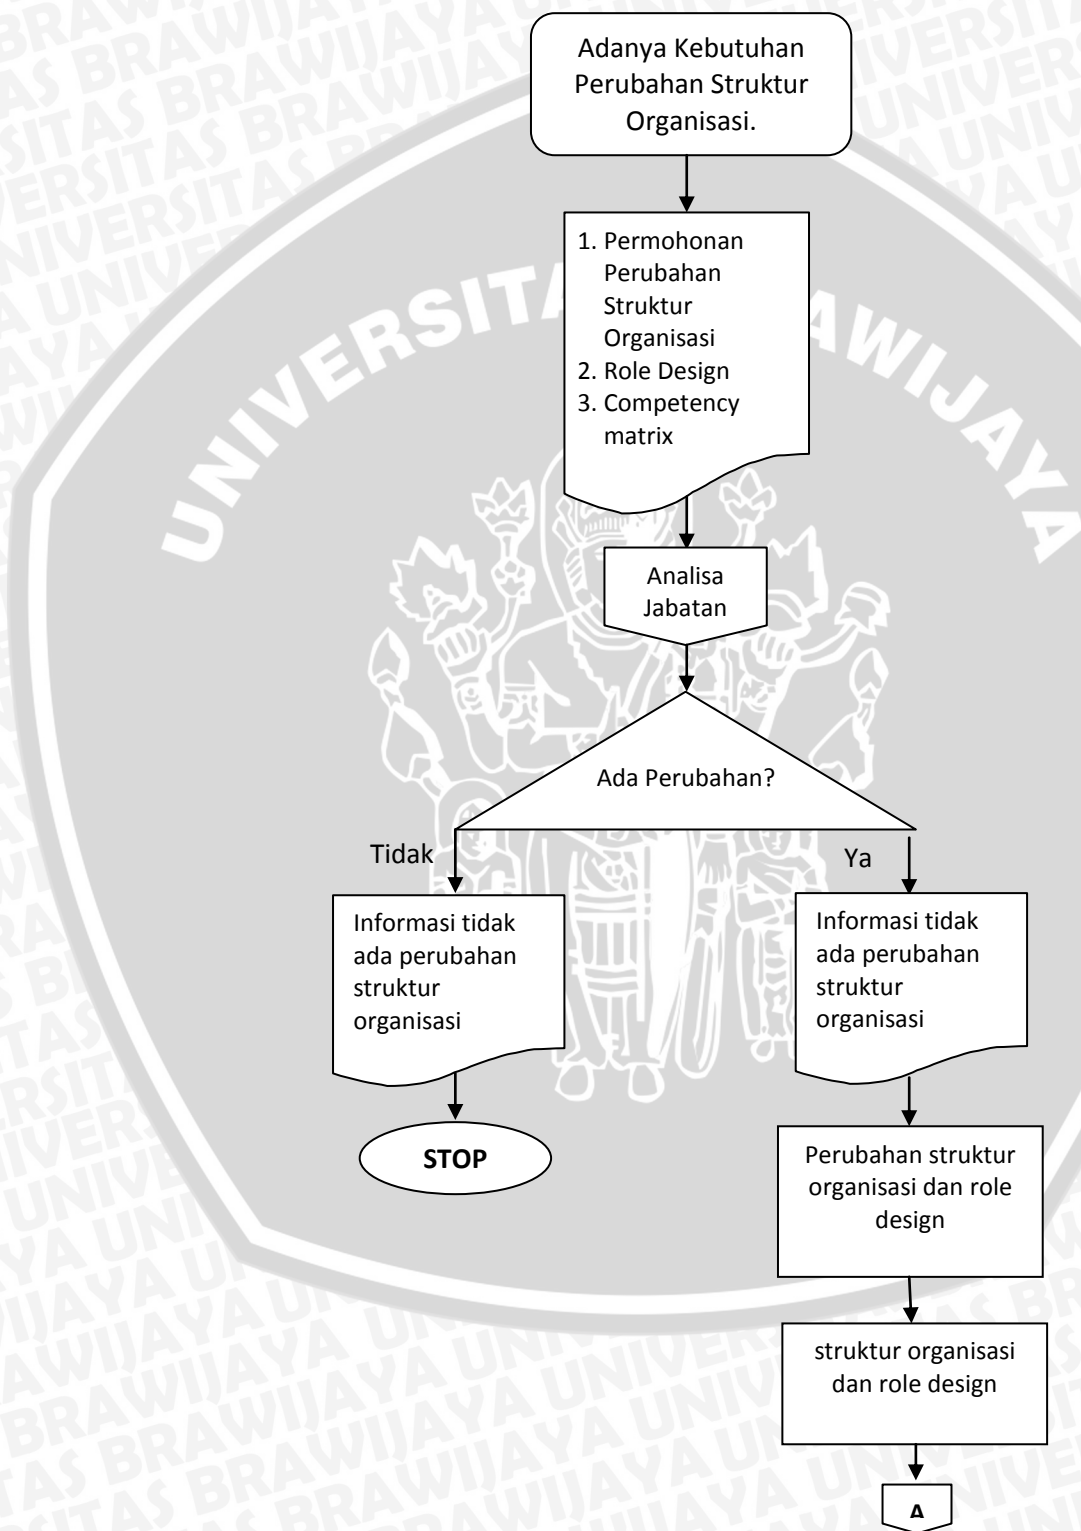 Adanya Kebutuhan
Perubahan Struktur
Organisasi.
1. Permohonan
Perubahan
Struktur
Organisasi
2. Role Design
3. Competency
matrix
Analisa
Jabatan
Ada Perubahan?
Tidak
Ya
Informasi tidak
ada perubahan
struktur
organisasi
Informasi tidak
ada perubahan
struktur
organisasi
STOP
Perubahan struktur
organisasi dan role
design
struktur organisasi
dan role design
A